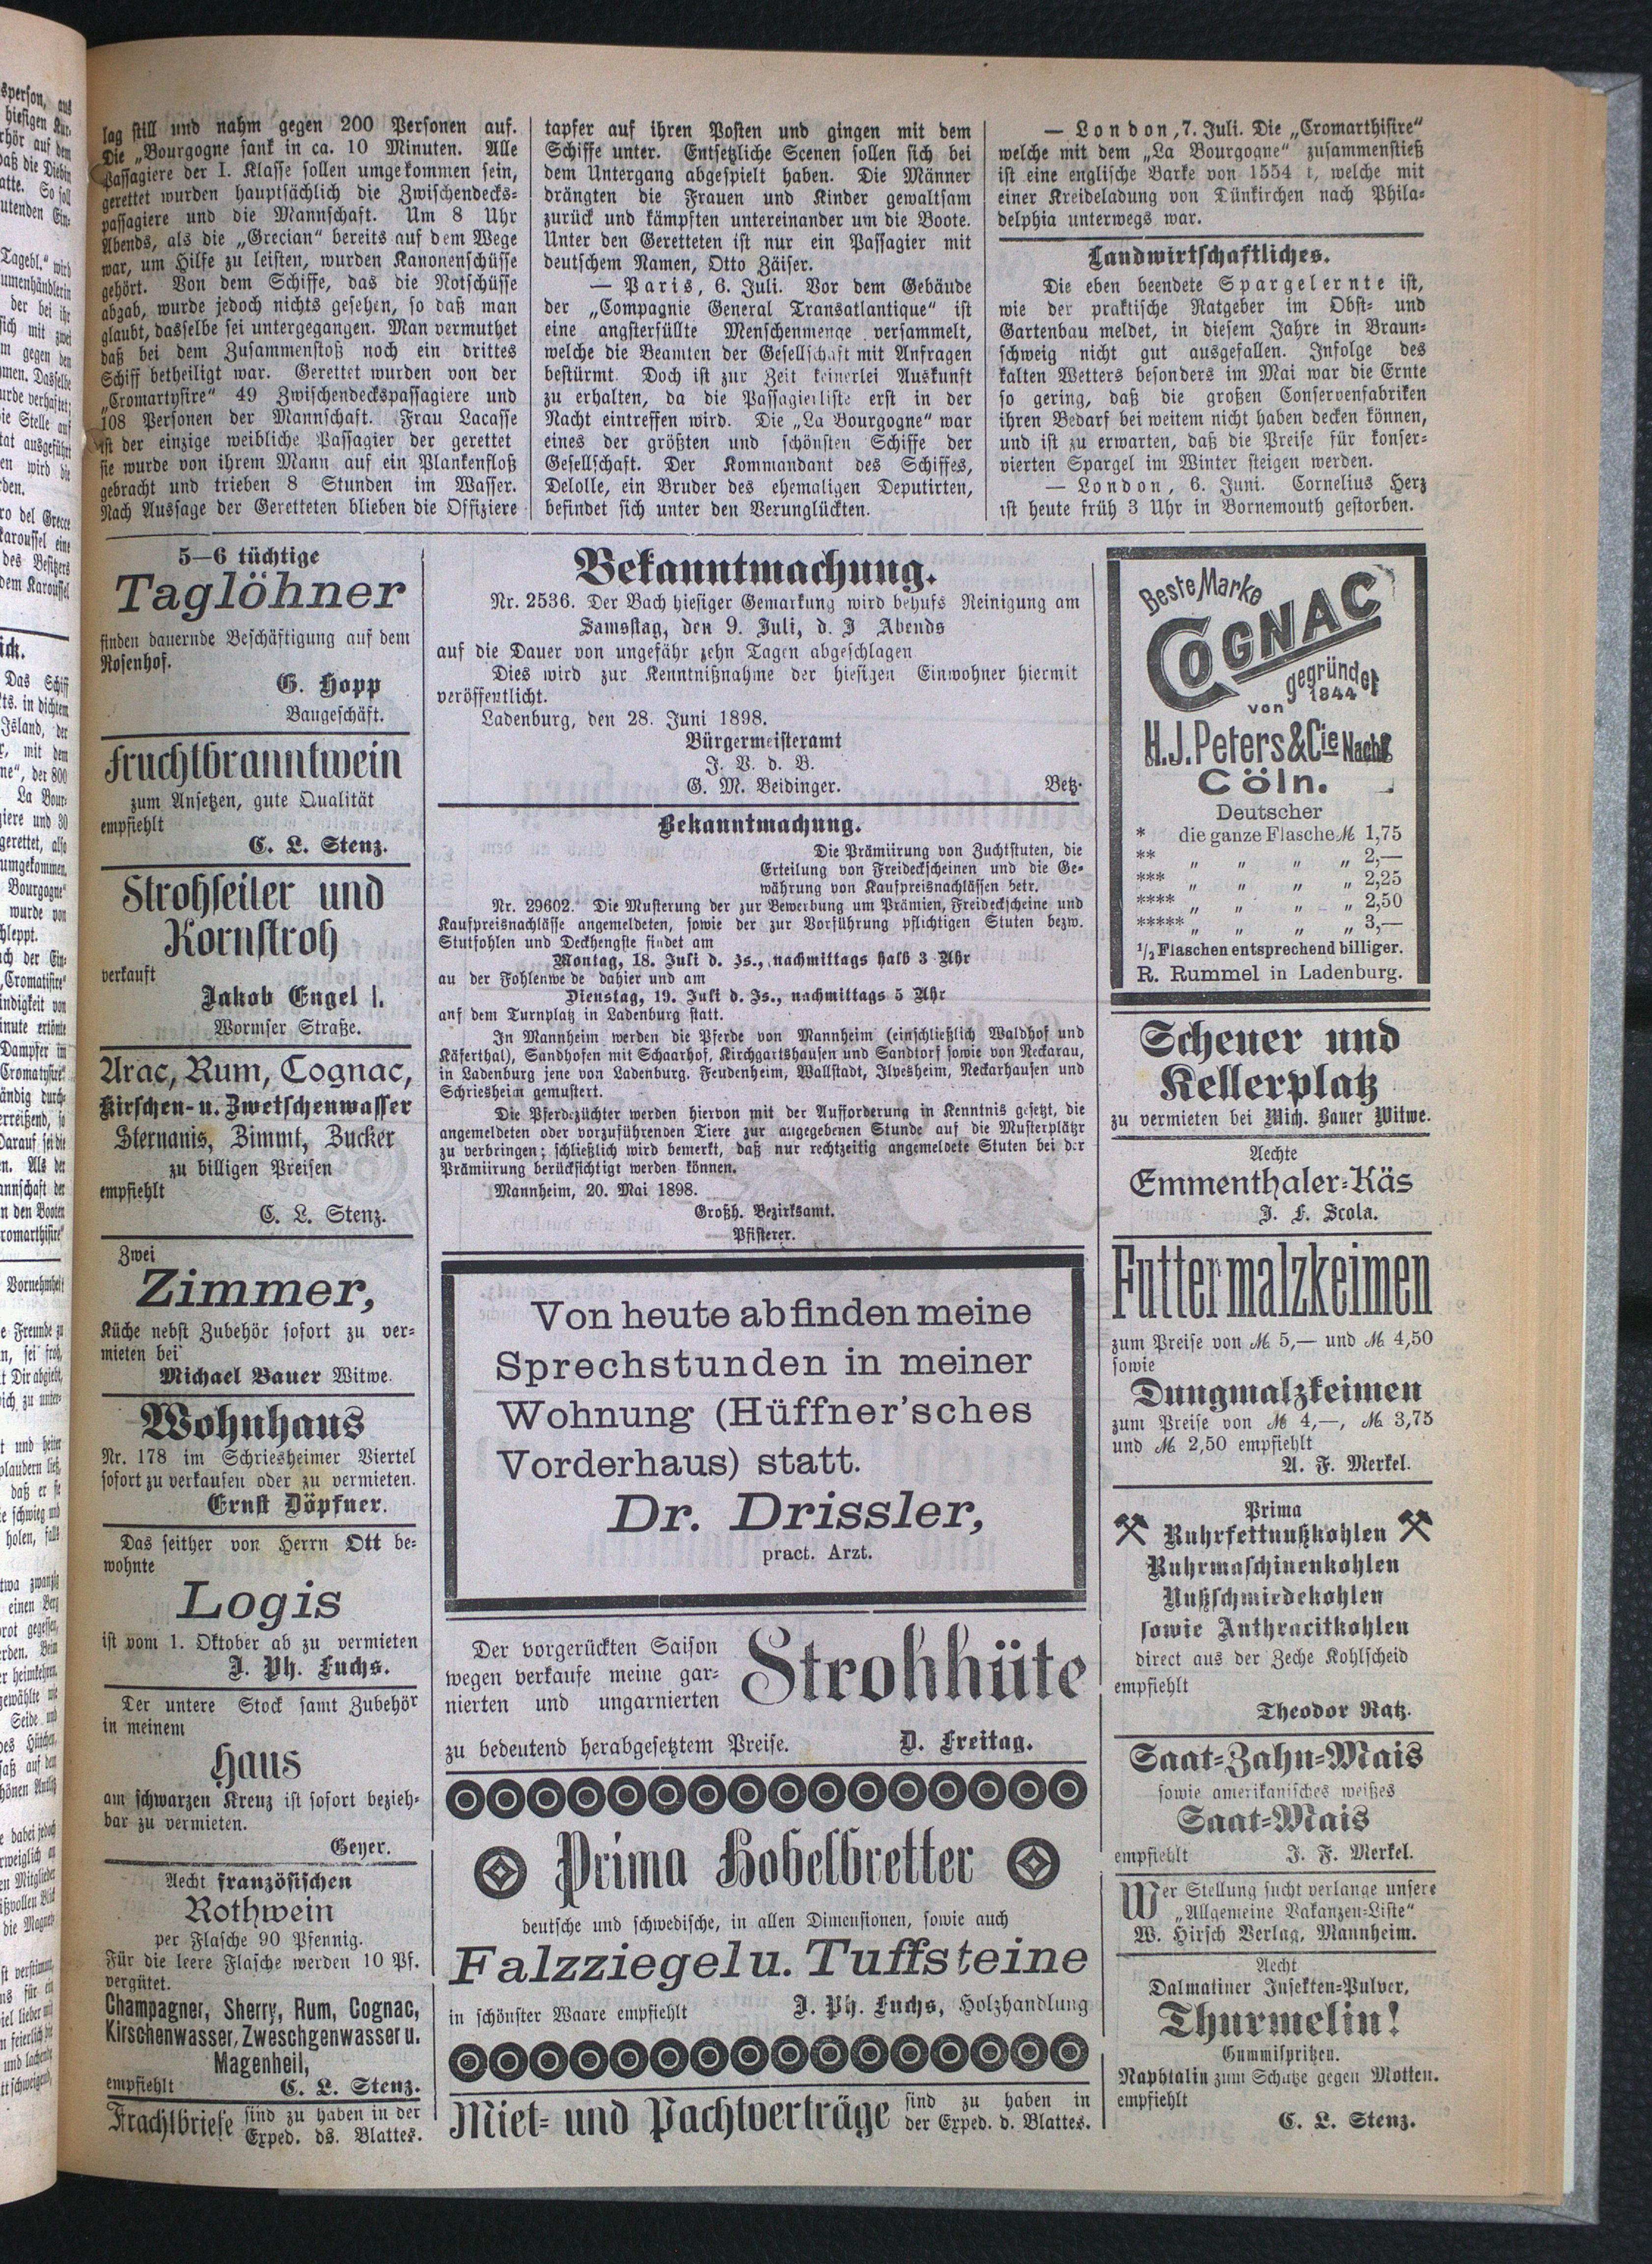 lag still und nahm gegen 200 Personen auf.
Die „Bourgogne sank in ca. 10 Minuten. Alle
Passagiere der I. Klasse sollen umgekommen sein,
gerettet wurden hauptsächlich die Zwischendecks-
passagiere und die Mannschaft. Um 8 Uhr
Abends, als die „Grecian“ bereits auf dem Wege
war, um Hilfe zu leisten, wurden Kanonenschüsse
gehört. Von dem Schiffe, das die Notschüsse
abgab, wurde jedoch nichts gesehen, so daß man
glaubt, dasselbe sei untergegangen. Man vermuthet
daß bei dem Zusammenstoß noch ein drittes
Schiff betheiligt war. Gerettet wurden von der
„Cromartysire“ 49 Zwischendeckspassagiere und
108 Personen der Mannschaft. Frau Lacasse
ist der einzige weibliche Passagier der gerettet
sie wurde von ihrem Mann auf ein Plankenfloß
gebracht und trieben 8 Stunden im Wasser.
Nach Aussage der Geretteten blieben die Offiziere
tapfer auf ihren Posten und gingen mit dem
Schiffe unter. Entsetzliche Scenen sollen sich bei
dem Untergang abgespielt haben. Die Männer
drängten die Frauen und Kinder gewaltsam
zurück und kämpften untereinander um die Boote.
Unter den Geretteten ist nur ein Passagier mit
deutschem Namen, Otto Zäiser.
— Paris, 6. Juli. Vor dem Gebäude
der „Compagnie General Transatlantique“ ist
eine angsterfüllte Menschenmenge versammelt,
welche die Beamten der Gesellschaft mit Anfragen
bestürmt. Doch ist zur Zeit keinerlei Auskunft
zu erhalten, da die Passagierliste erst in der
Nacht eintreffen wird. Die „La Bourgogne“ war
eines der größten und schönsten Schiffe der
Gesellschaft. Der Kommandant des Schiffes,
Delolle, ein Bruder des ehemaligen Deputirten,
befindet sich unter den Verunglückten.
— London, 7. Juli. Die „Cromarthisire“
welche mit dem „La Bourgogne“ zusammenstieß
ist eine englische Barke von 1554 t, welche mit
einer Kreideladung von Dünkirchen nach Phila-
delphia unterwegs war.
Landwirtschaftliches.
Die eben beendete Spargelernte ist,
wie der praktische Ratgeber im Obst- und
Gartenbau meldet, in diesem Jahre in Braun-
schweig nicht gut ausgefallen. Infolge des
kalten Wetters besonders im Mai war die Ernte
so gering, daß die großen Conservenfabriken
ihren Bedarf bei weitem nicht haben decken können,
und ist zu erwarten, daß die Preise für konser-
vierten Spargel im Winter steigen werden.
— London, 6. Juni. Cornelius Herz
ist heute früh 3 Uhr in Bornemouth gestorben.
5—6 tüchtige
Taglöhner
finden dauernde Beschäftigung auf dem
Rosenhof.
G. Hopp
Baugeschäft.
Fruchtbranntwein
zum Ansetzen, gute Qualität
empfiehlt
C. L. Stenz.
Strohseiler und
Kornstroh
verkauft
Jakob Engel I.
Wormser Straße.
Arac, Rum, Cognac,
Kirschen- u. Zwetschenwasser
Sternanis, Zimmt, Zucker
zu billigen Preisen
empfiehlt
C. L. Stenz.
Zwei
Zimmer,
Küche nebst Zubehör sofort zu ver-
mieten bei
Michael Bauer Witwe.
Wohnhaus
Nr. 178 im Schriesheimer Viertel
sofort zu verkaufen oder zu vermieten.
Ernst Döpfner.
Das seither von Herrn Ott be-
wohnte
Logis
ist vom 1. Oktober ab zu vermieten
J. Ph. Fuchs.
Der untere Stock samt Zubehör
in meinem
Haus
am schwarzen Kreuz ist sofort bezieh-
bar zu vermieten.
Geyer.
Aecht französischen
Rothwein
per Flasche 90 Pfennig.
Für die leere Flasche werden 10 Pf.
vergütet.
Champagner, Sherry, Rum, Cognac,
Kirschenwasser, Zweschgenwasser u.
Magenheil,
empfiehlt C. L. Stenz.
Frachtbriefe sind zu haben in der
Exped. ds. Blattes.
Bekanntmachung.
Nr. 2536. Der Bach hiesiger Gemarkung wird behufs Reinigung am
Samstag, den 9. Juli, d. J Abends
auf die Dauer von ungefähr zehn Tagen abgeschlagen
Dies wird zur Kenntnißnahme der hiesigen Einwohner hiermit
veröffentlicht.
Ladenburg, den 28. Juni 1898.
Bürgermeisteramt
J. V. d. B.
G. M. Beidinger. Betz.
Bekanntmachung.
Die Prämiirung von Zuchtstuten, die
Erteilung von Freideckscheinen und die Ge-
währung von Kaufpreisnachlässen betr.
Nr. 29602. Die Musterung der zur Bewerbung um Prämien, Freideckscheine und
Kaufpreisnachlässe angemeldeten, sowie der zur Vorführung pflichtigen Stuten bezw.
Stutfohlen und Deckhengste findet am
Montag, 18. Juli d. Js., nachmittags halb 3 Uhr
au der Fohlenweide dahier und am
Dienstag, 19. Juli d. Js., nachmittags 5 Uhr
auf dem Turnplatz in Ladenburg statt.
In Mannheim werden die Pferde von Mannheim (einschließlich Waldhof und
Käferthal), Sandhofen mit Schaarhof, Kirchgartshausen und Sandtorf sowie von Neckarau,
in Ladenburg jene von Ladenburg. Feudenheim, Wallstadt, Ilvesheim, Neckarhausen und
Schriesheim gemustert.
Die Pferdezüchter werden hiervon mit der Aufforderung in Kenntnis gesetzt, die
angemeldeten oder vorzuführenden Tiere zur angegebenen Stunde auf die Musterplätze
zu verbringen; schließlich wird bemerkt, daß nur rechtzeitig angemeldete Stuten bei der
Prämiirung berücksichtigt werden können.
Mannheim, 20. Mai 1898.
Großh. Bezirksamt.
Pfisterer.
Von heute ab finden meine
Sprechstunden in meiner
Wohnung (Hüffner'sches
Vorderhaus) statt.
Dr. Drissler,
pract. Arzt.
Der vorgerückten Saison
wegen verkaufe meine gar-
nierten und ungarnierten
Strohhüte
zu bedeutend herabgesetztem Preise. D. Freitag.
Prima Hobelbretter
deutsche und schwedische, in allen Dimensionen, sowie auch
Falzziegel u. Tuffsteine
in schönster Waare empfiehlt J. Ph. Fuchs, Holzhandlung
Miet- und Pachtverträge sind zu haben in
der Exped. d. Blattes.
Beste Marke
COGNAC
gegründet
1844
von
H. J. Peters & Cie Nachf.
Cöln.
Deutscher
* die ganze Flasche M 1,75
** „ „ „ „ 2,—
*** „ „ „ „ 2,25
**** „ „ „ „ 2,50
***** „ „ „ „ 3,—
1/2 Flaschen entsprechend billiger.
R. Rummel in Ladenburg.
Scheuer und
Kellerplatz
zu vermieten bei Mich. Bauer Witwe.
Aechte
Emmenthaler-Käs
J. F. Scola.
Futtermalzkeimen
zum Preise von M 5,— und M 4,50
sowie
Dungmalzkeimen
zum Preise von M 4,—, M 3,75
und M 2,50 empfiehlt
A. F. Merkel.
Prima
Ruhrfettnußkohlen
Ruhrmaschinenkohlen
Nußschmiedekohlen
sowie Anthracitkohlen
direct aus der Zeche Kohlscheid
empfiehlt
Theodor Ratz.
Saat-Zahn-Mais
sowie amerikanisches weißes
Saat-Mais
empfiehlt J. F. Merkel.
Wer Stellung sucht verlange unsere
„Allgemeine Vakanzen-Liste“
W. Hirsch Verlag, Mannheim.
Aecht
Dalmatiner Insekten-Pulver,
Thurmelin!
Gummispritzen.
Naphtalin zum Schutze gegen Motten.
empfiehlt
C. L. Stenz.